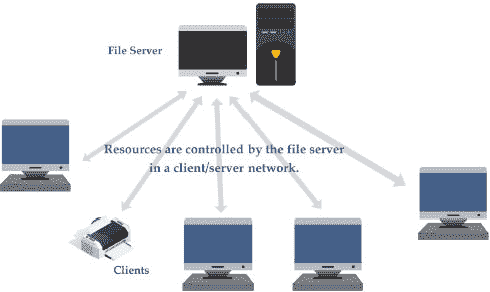 File Server
Resources are controlled by the file server
in a client/server network.
Clients